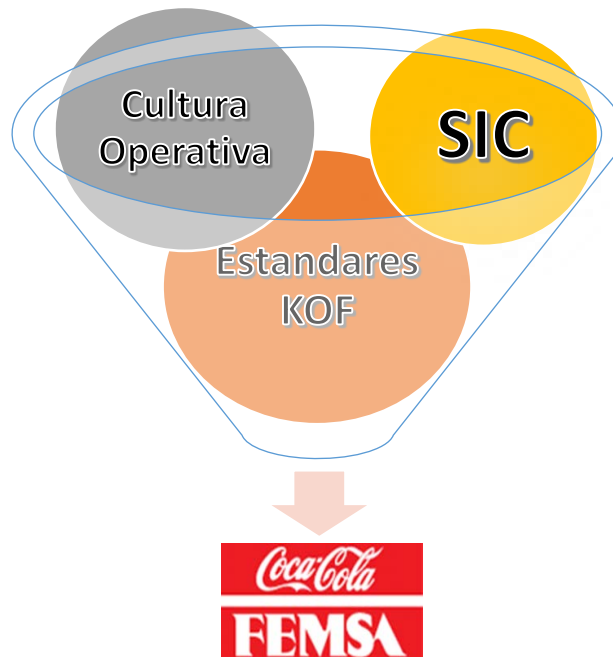 Cultura
Operativa
SIC
Estandares
KOF
Coca-Cola
FEMSA